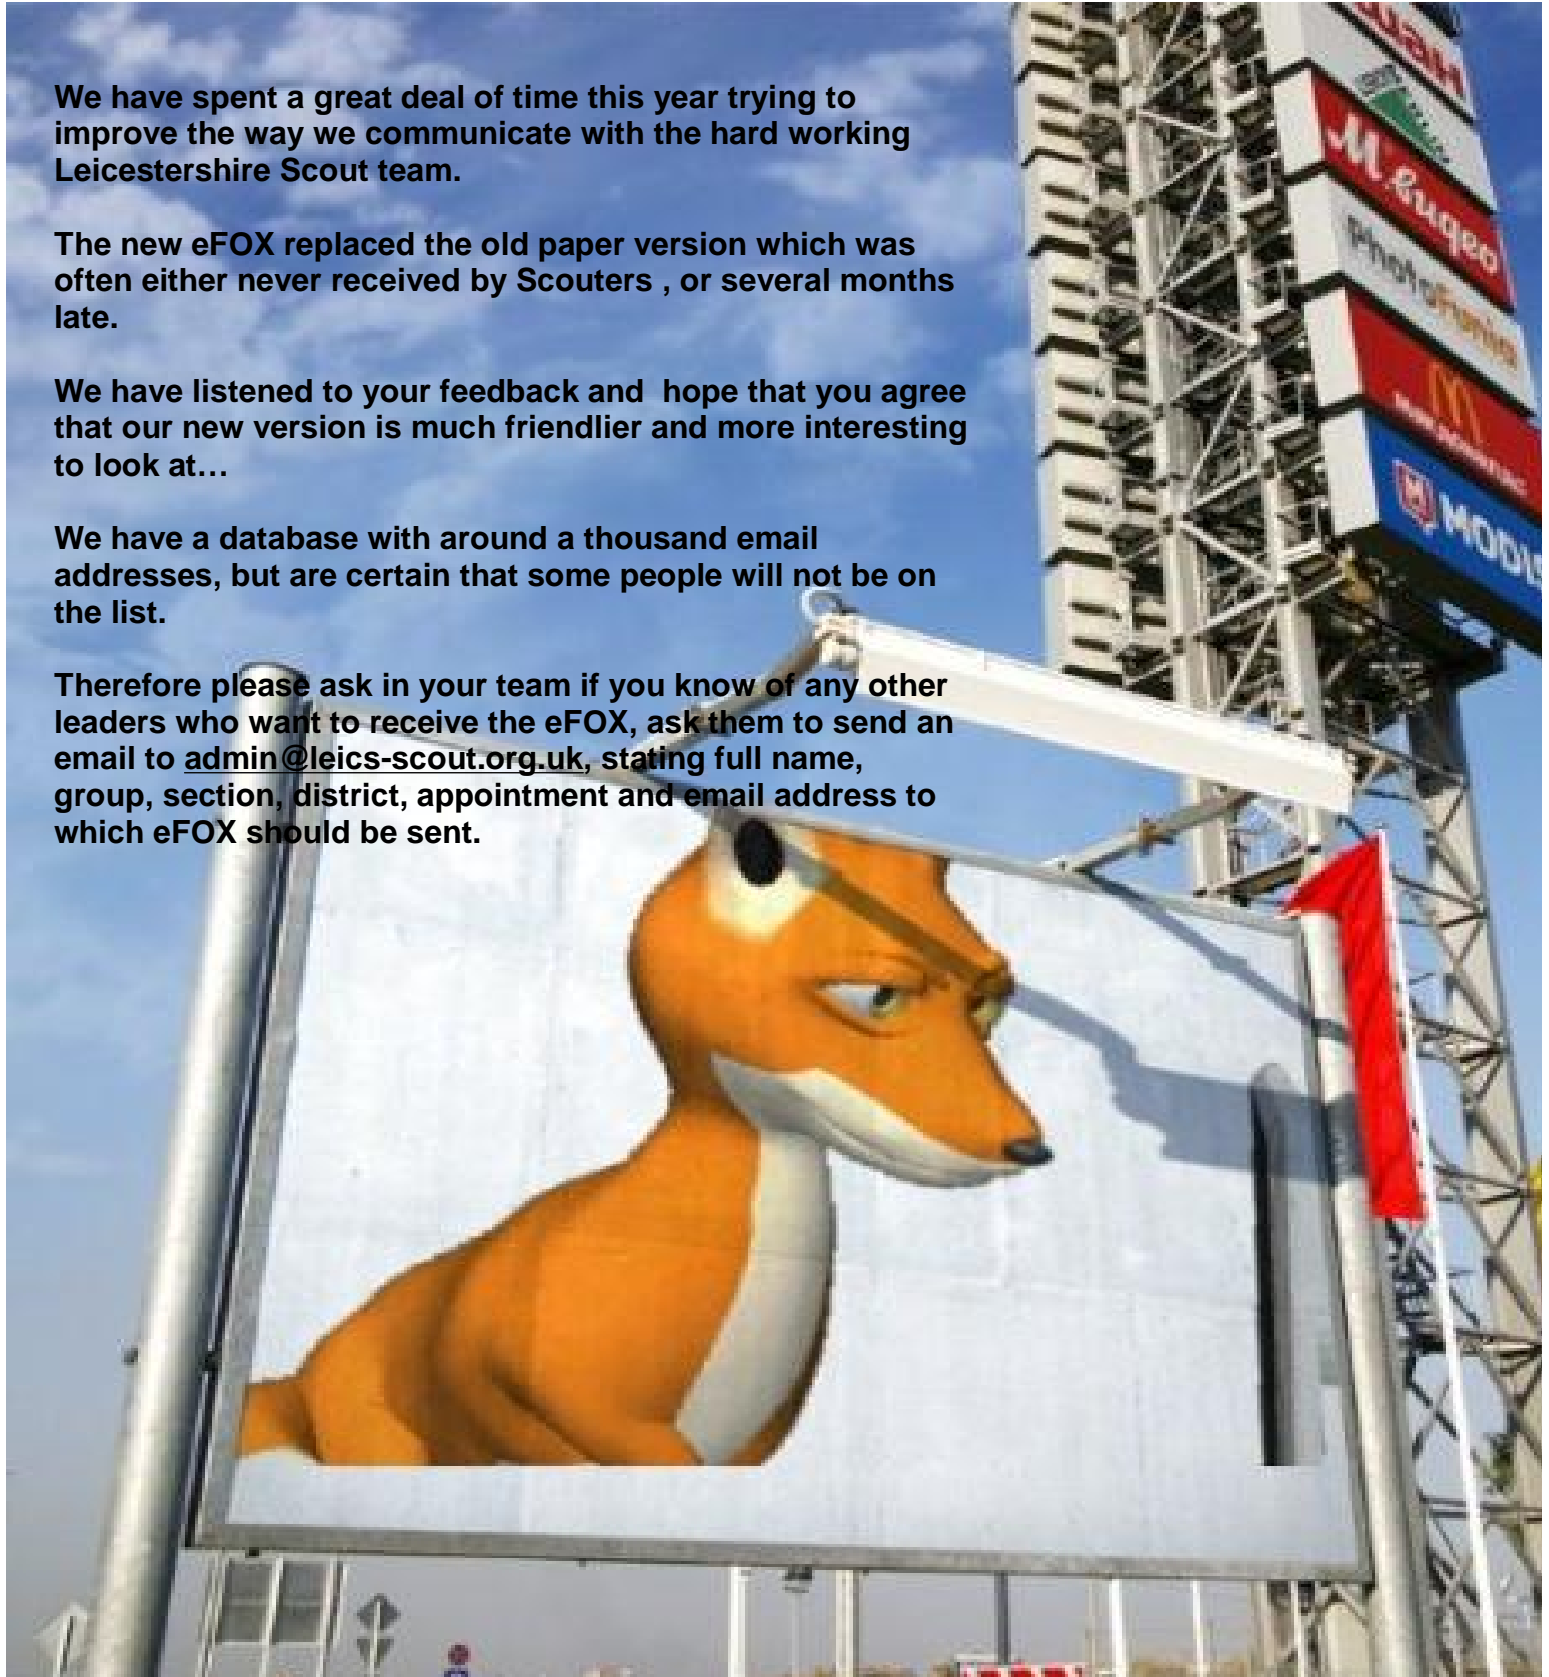 We have spent a great deal of time this year trying to
improve the way we communicate with the hard working
Leicestershire Scout team.
The new eFOX replaced the old paper version which was
often either never received by Scouters , or several months
late.
We have listened to your feedback and  hope that you agree
that our new version is much friendlier and more interesting
to look at…
We have a database with around a thousand email
addresses, but are certain that some people will not be on
the list.
Therefore please ask in your team if you know of any other
leaders who want to receive the eFOX, ask them to send an
email to admin@leics-scout.org.uk, stating full name,
group, section, district, appointment and email address to
which eFOX should be sent.
PhotoFunia